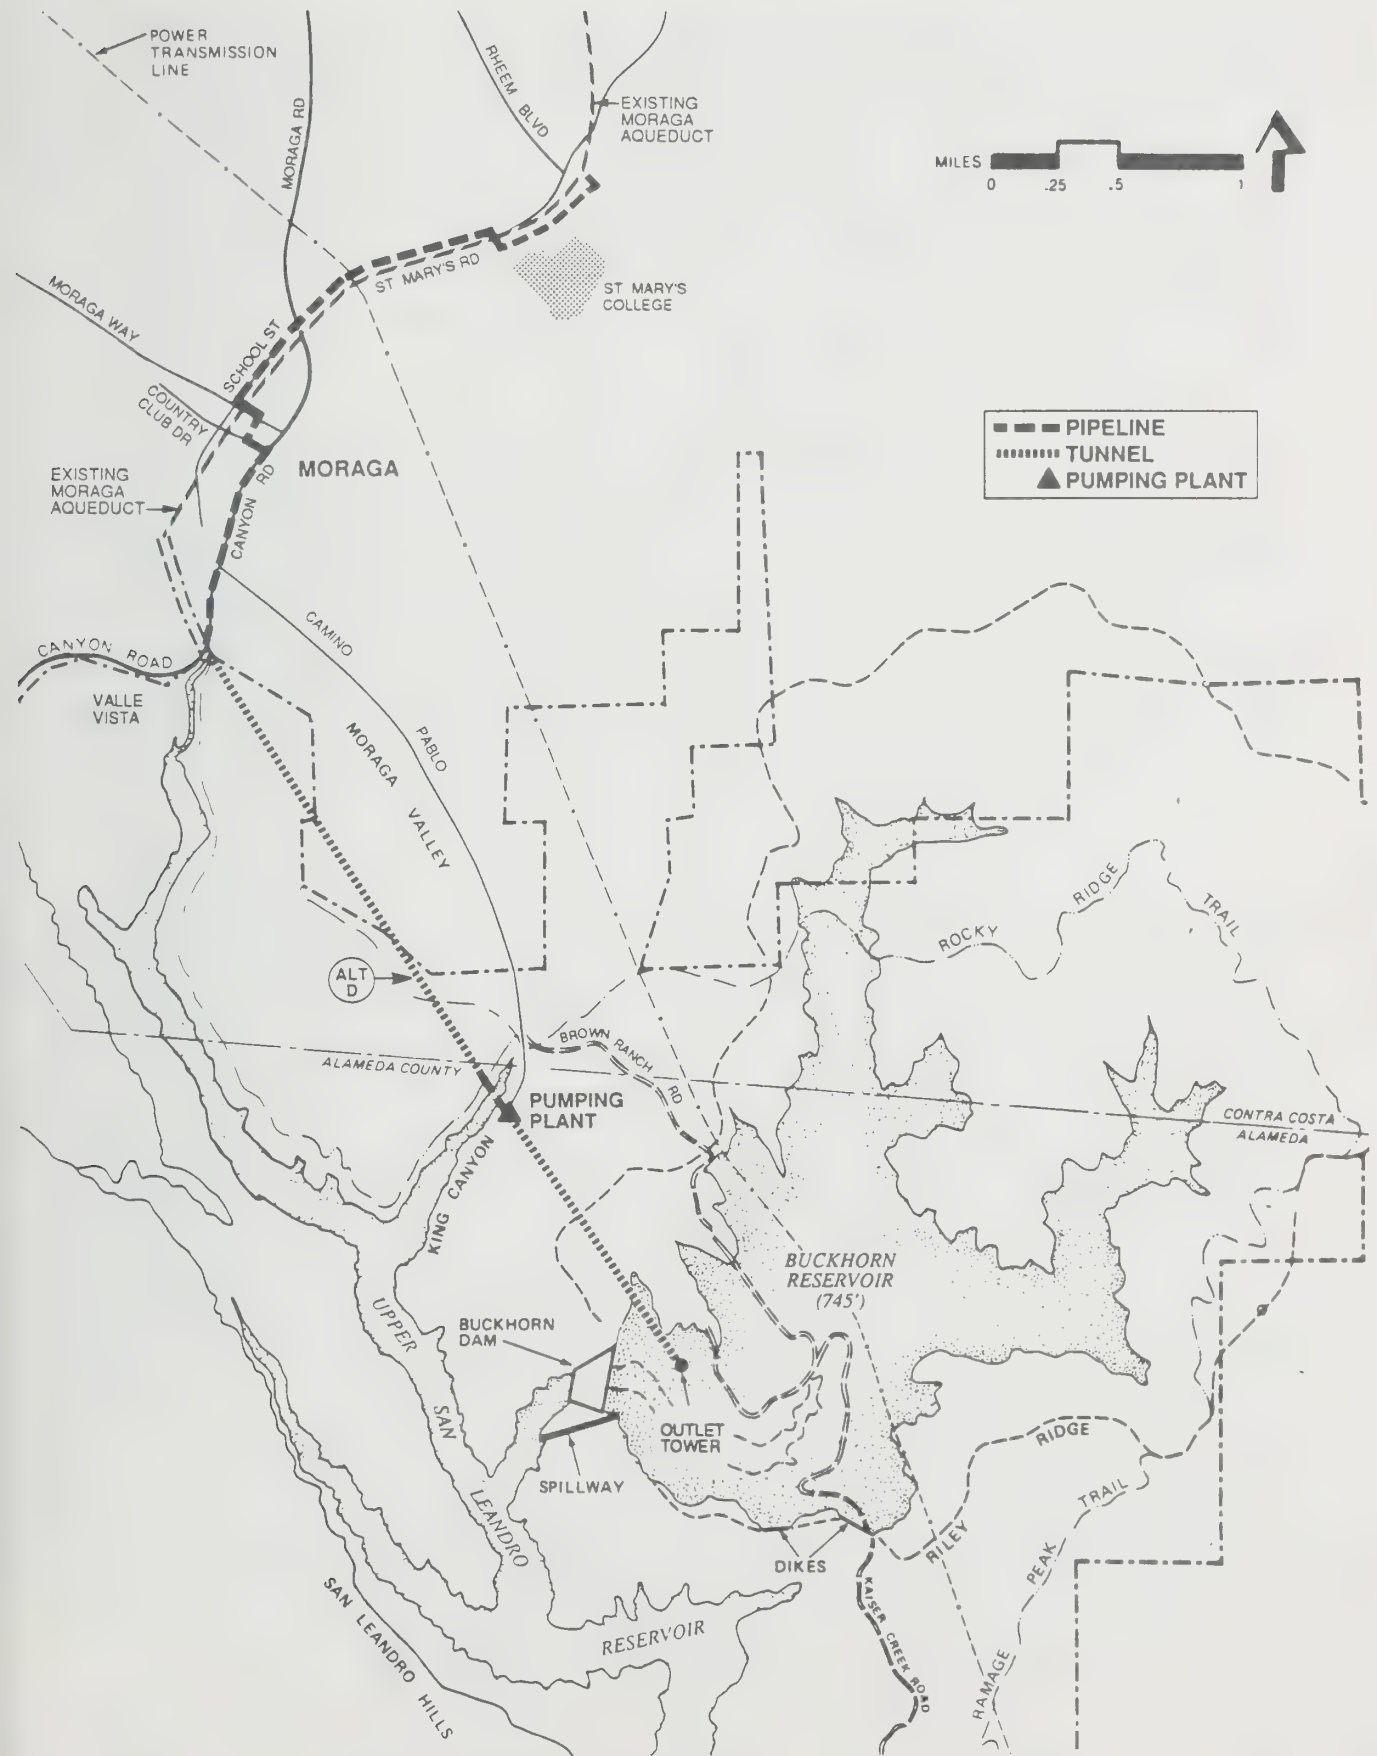 POWER
TRANSMISSION
LINE
MORAGA RD
RHEEM BLVD
EXISTING
MORAGA
AQUEDUCT
MILES
0 .25 .5 1
MORAGA WAY
SCHOOL ST
ST MARY'S RD
ST MARY'S
COLLEGE
COUNTRY
CLUB DR
EXISTING
MORAGA
AQUEDUCT
CANYON RD
MORAGA
PIPELINE
TUNNEL
PUMPING PLANT
CANYON ROAD
VALLE
VISTA
CAMINO
PABLO
MORAGA
VALLEY
ROCKY
RIDGE
TRAIL
ALT
D
BROWN RANCH
RD
ALAMEDA COUNTY
PUMPING
PLANT
CONTRA COSTA
ALAMEDA
KING CANYON
BUCKHORN
RESERVOIR
(745')
UPPER
SAN
LEANDRO
RESERVOIR
BUCKHORN
DAM
OUTLET
TOWER
SPILLWAY
DIKES
RILEY
RIDGE
TRAIL
PEAK
RAMAGE
KAISER CREEK ROAD
SAN LEANDRO HILLS